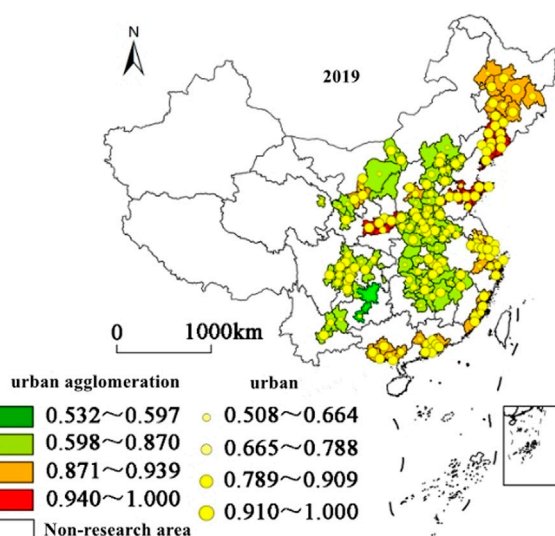 N
2019
0 1000km
urban agglomeration urban
0.532～0.597 0.508～0.664
0.598～0.870 0.665～0.788
0.871～0.939 0.789～0.909
0.940～1.000 0.910～1.000
Non-research area